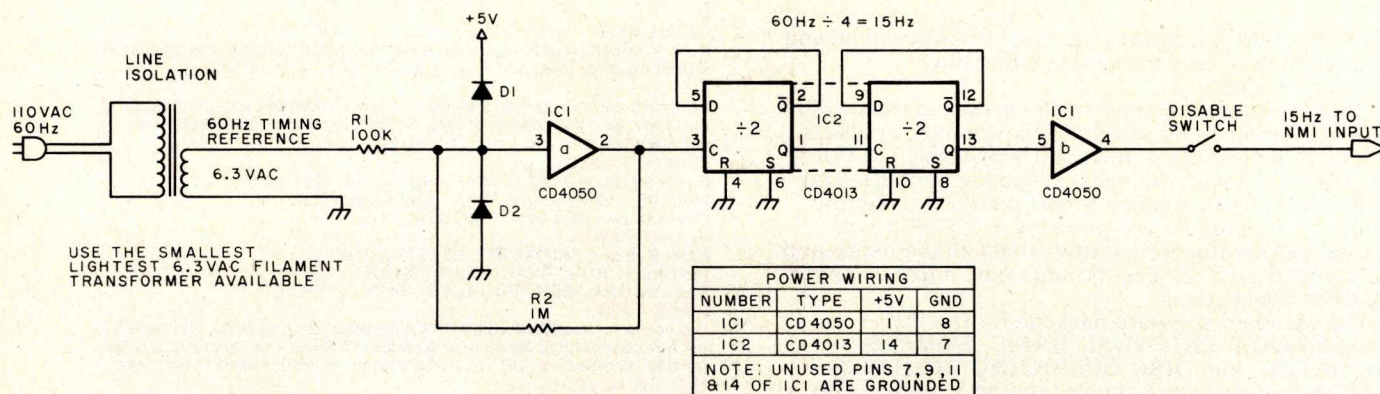 +5V
60Hz ÷ 4 = 15Hz
LINE
ISOLATION
D1
110VAC
60Hz
60Hz TIMING
REFERENCE
R1
100K
IC1
3
a
2
CD4050
6.3 VAC
D2
5
D
Q̅
2
÷2
3
C
Q
1
R
S
4
6
IC2
CD4013
9
D
Q̅
12
÷2
11
C
Q
13
R
S
10
8
IC1
5
b
4
CD4050
DISABLE
SWITCH
15Hz TO
NMI INPUT
USE THE SMALLEST
LIGHTEST 6.3VAC FILAMENT
TRANSFORMER AVAILABLE
R2
1M
POWER WIRING
NUMBER TYPE +5V GND
IC1 CD4050 1 8
IC2 CD4013 14 7
NOTE: UNUSED PINS 7,9,11
&14 OF IC1 ARE GROUNDED